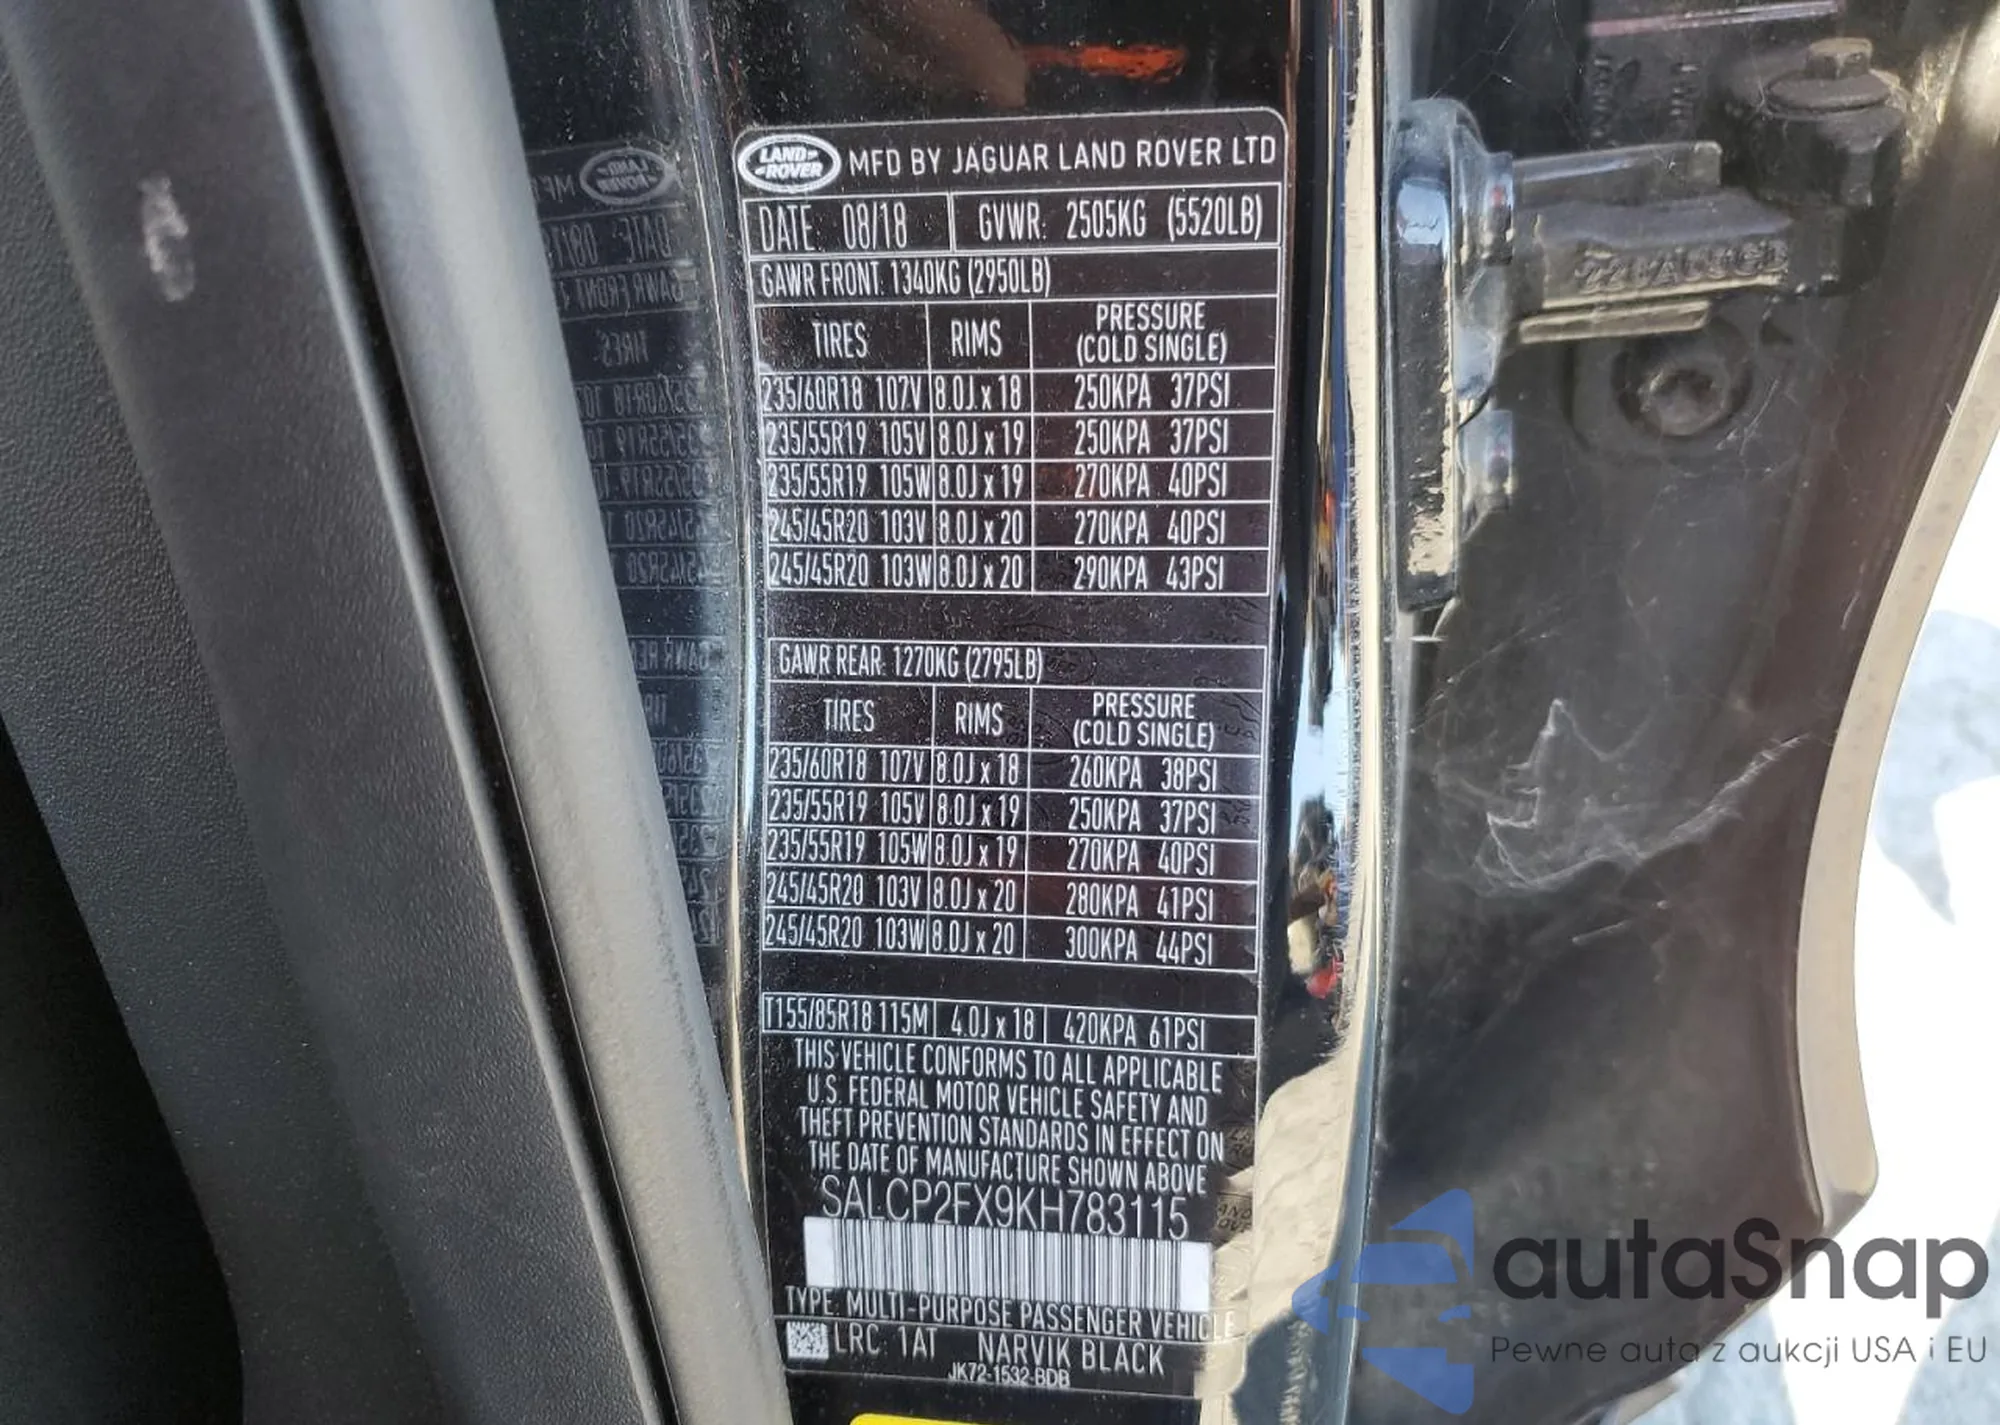 LAND ROVER MFD BY JAGUAR LAND ROVER LTD
DATE: 08/18 GVWR: 2505KG (5520LB)
GAWR FRONT: 1340KG (2950LB)
TIRES RIMS PRESSURE (COLD SINGLE)
235/60R18 107V 8.0J x 18 250KPA 37PSI
235/55R19 105V 8.0J x 19 250KPA 37PSI
235/55R19 105W 8.0J x 19 270KPA 40PSI
245/45R20 103V 8.0J x 20 270KPA 40PSI
245/45R20 103W 8.0J x 20 290KPA 43PSI
GAWR REAR: 1270KG (2795LB)
TIRES RIMS PRESSURE (COLD SINGLE)
235/60R18 107V 8.0J x 18 260KPA 38PSI
235/55R19 105V 8.0J x 19 250KPA 37PSI
235/55R19 105W 8.0J x 19 270KPA 40PSI
245/45R20 103V 8.0J x 20 280KPA 41PSI
245/45R20 103W 8.0J x 20 300KPA 44PSI
T155/85R18 115M 4.0J x 18 420KPA 61PSI
THIS VEHICLE CONFORMS TO ALL APPLICABLE
U.S. FEDERAL MOTOR VEHICLE SAFETY AND
THEFT PREVENTION STANDARDS IN EFFECT ON
THE DATE OF MANUFACTURE SHOWN ABOVE
SALCP2FX9KH783115
TYPE: MULTI-PURPOSE PASSENGER VEHICLE
LRC: 1AT NARVIK BLACK
JK72-1532-BDB
autaSnap
Pewne auta z aukcji USA i EU